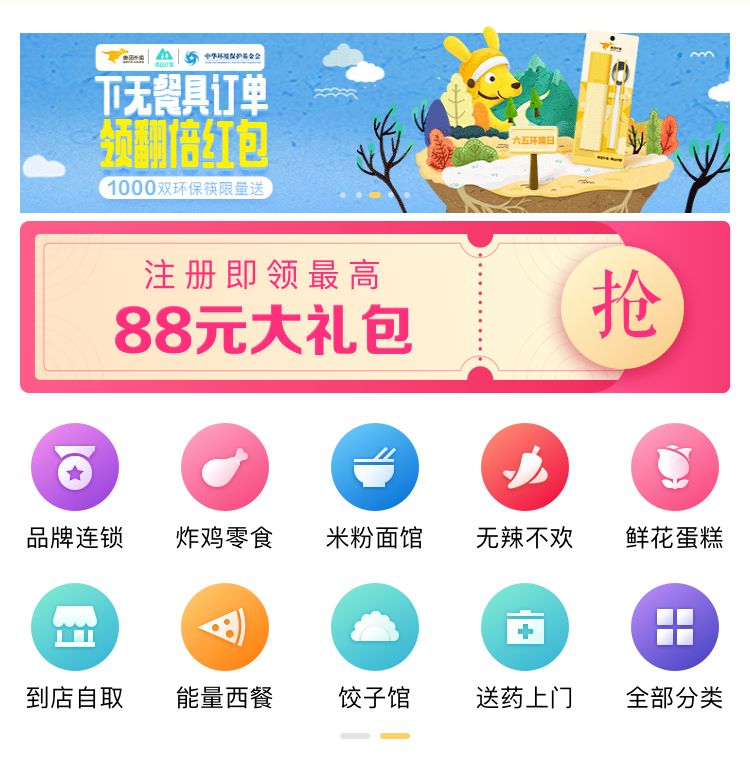 美团外卖
青山计划
中华环境保护基金会
下无餐具订单
领翻倍红包
1000双环保筷限量送
六五环境日
注册即领最高
88元大礼包
抢
品牌连锁
炸鸡零食
米粉面馆
无辣不欢
鲜花蛋糕
到店自取
能量西餐
饺子馆
送药上门
全部分类